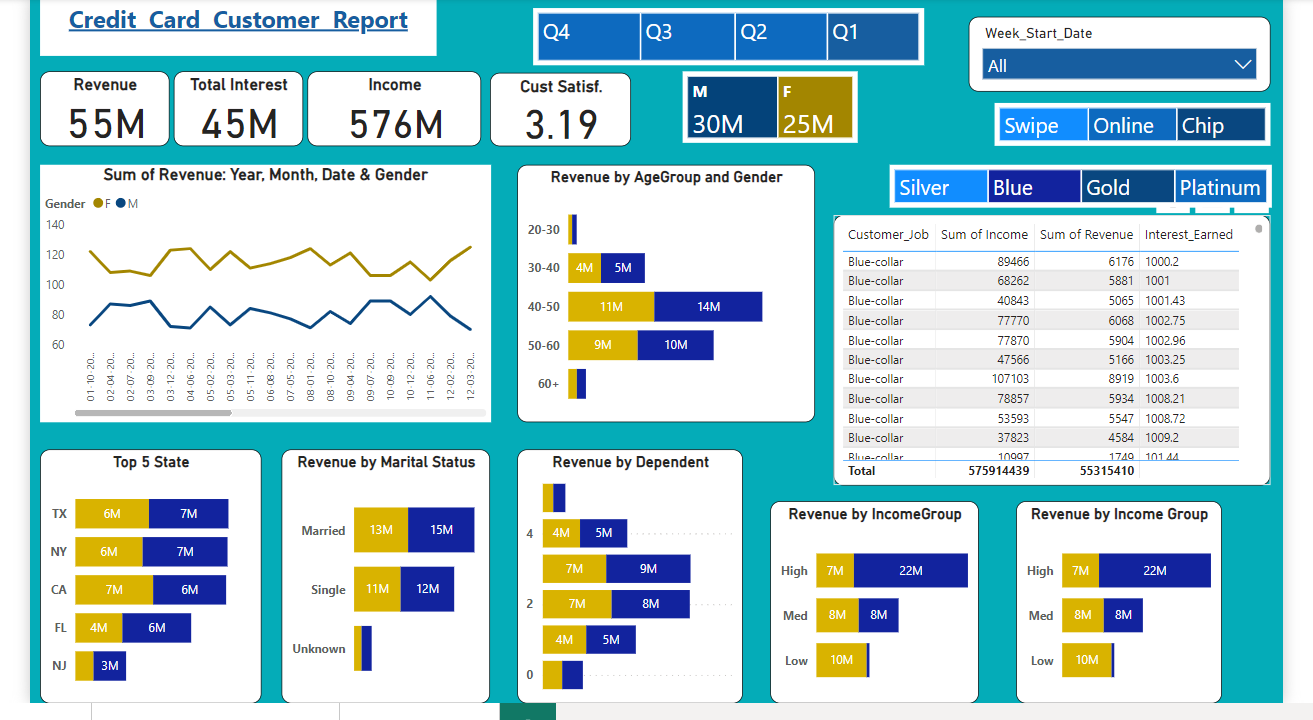 Credit_Card_Customer_Report
Q4 Q3 Q2 Q1
Week_Start_Date
All
Revenue
55M
Total Interest
45M
Income
576M
Cust Satisf.
3.19
M
30M
F
25M
Swipe Online Chip
Silver Blue Gold Platinum
Sum of Revenue: Year, Month, Date & Gender
Gender F M
140
120
100
80
60
01-10-20...
02-04-20...
02-07-20...
03-09-20...
03-12-20...
04-06-20...
05-02-20...
05-03-20...
05-11-20...
06-08-20...
07-05-20...
08-01-20...
08-10-20...
09-04-20...
09-07-20...
10-09-20...
10-12-20...
11-06-20...
12-02-20...
12-03-20...
Revenue by AgeGroup and Gender
20-30
30-40 4M 5M
40-50 11M 14M
50-60 9M 10M
60+
Customer_Job Sum of Income Sum of Revenue Interest_Earned
Blue-collar 89466 6176 1000.2
Blue-collar 68262 5881 1001
Blue-collar 40843 5065 1001.43
Blue-collar 77770 6068 1002.75
Blue-collar 77870 5904 1002.96
Blue-collar 47566 5166 1003.25
Blue-collar 107103 8919 1003.6
Blue-collar 78857 5934 1008.21
Blue-collar 53593 5547 1008.72
Blue-collar 37823 4584 1009.2
Blue-collar 10997 1749 101.44
Total 575914439 55315410
Top 5 State
TX 6M 7M
NY 6M 7M
CA 7M 6M
FL 4M 6M
NJ 3M
Revenue by Marital Status
Married 13M 15M
Single 11M 12M
Unknown
Revenue by Dependent
4 4M 5M
7M 9M
2 7M 8M
4M 5M
0
Revenue by IncomeGroup
High 7M 22M
Med 8M 8M
Low 10M
Revenue by Income Group
High 7M 22M
Med 8M 8M
Low 10M